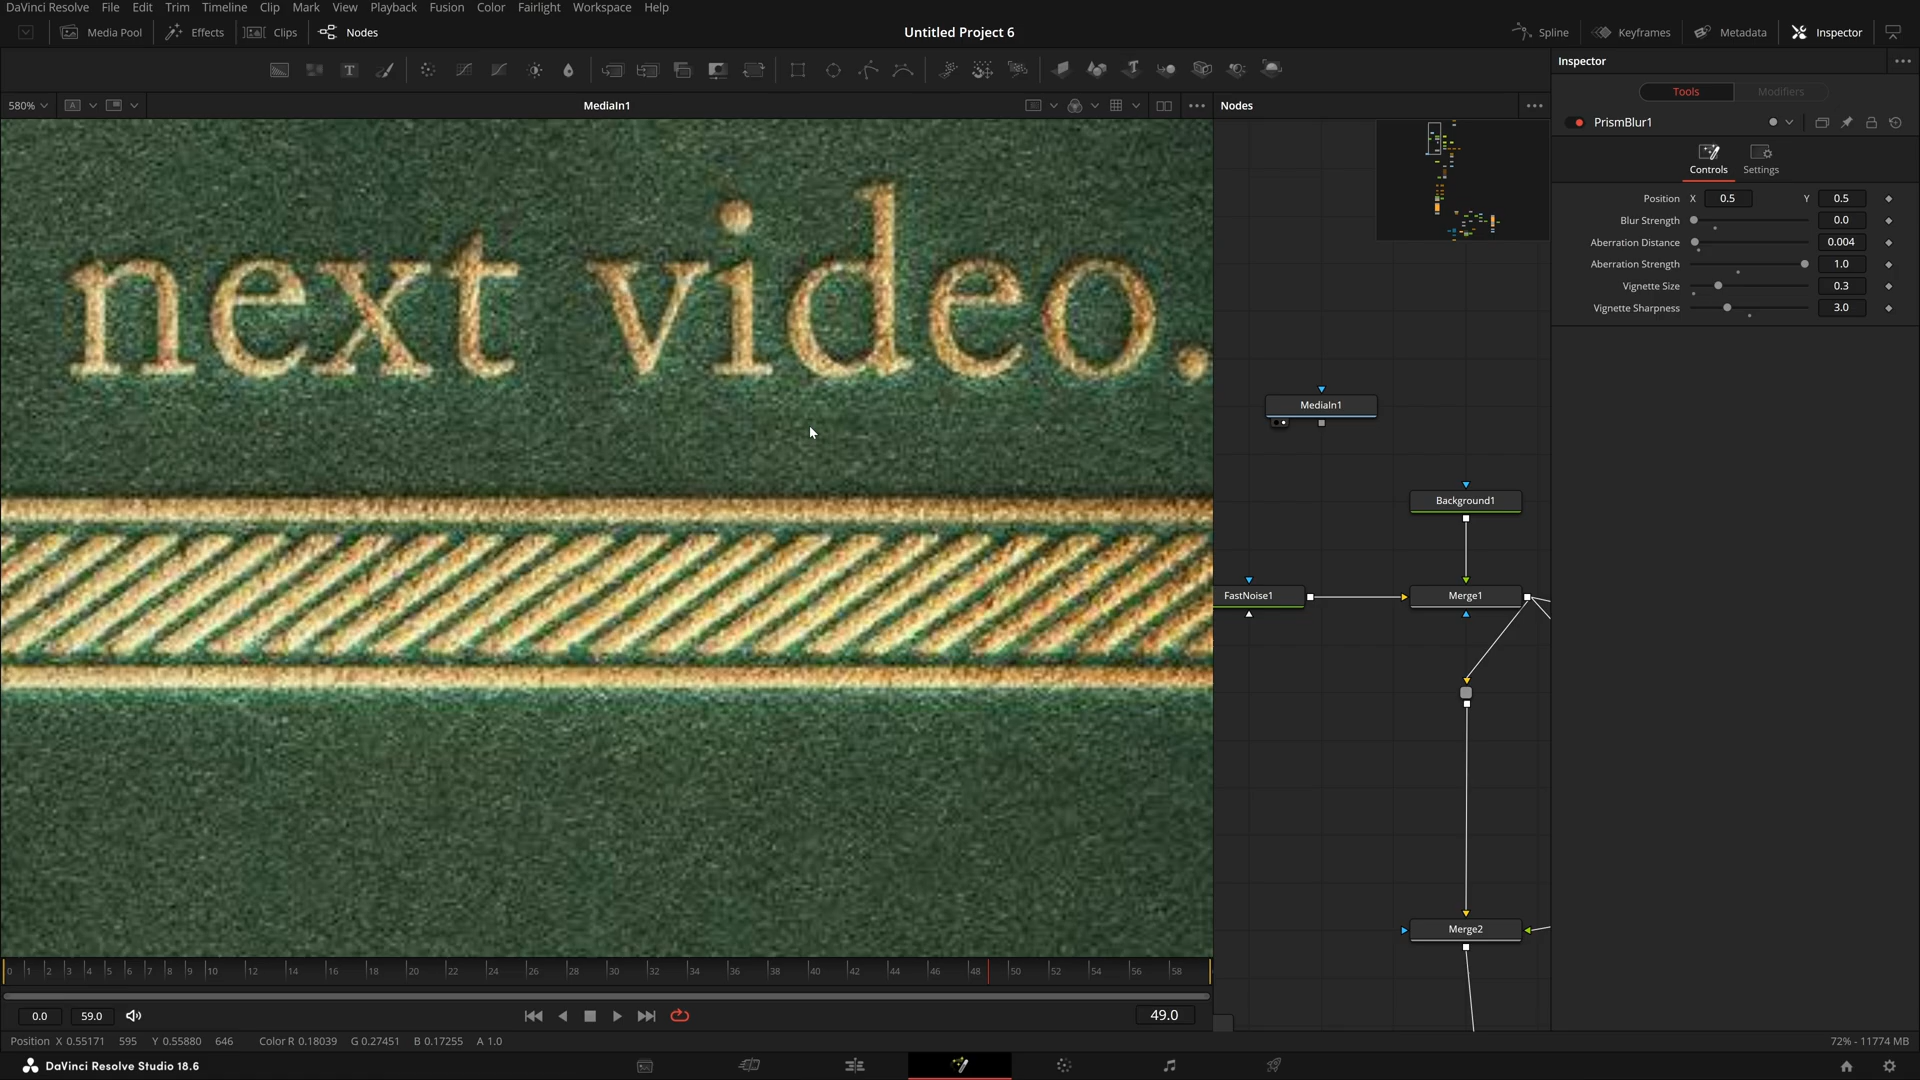 DaVinci Resolve File Edit Trim Timeline Clip Mark View Playback Fusion Color Fairlight Workspace Help
Media Pool Effects Clips Nodes Untitled Project 6 Spline Keyframes Metadata Inspector
T T
Inspector
580% A MediaIn1 Nodes Tools Modifiers
PrismBlur1
Controls Settings
Position X 0.5 Y 0.5
Blur Strength 0.0
Aberration Distance 0.004
Aberration Strength 1.0
Vignette Size 0.3
Vignette Sharpness 3.0
next video.
MediaIn1
Background1
FastNoise1 Merge1
Merge2
0 1 2 3 4 5 6 7 8 9 10 12 14 16 18 20 22 24 26 28 30 32 34 36 38 40 42 44 46 48 50 52 54 56 58
0.0 59.0 49.0
Position X 0.55171 595 Y 0.55880 646 Color R 0.18039 G 0.27451 B 0.17255 A 1.0 72% - 11774 MB
DaVinci Resolve Studio 18.6